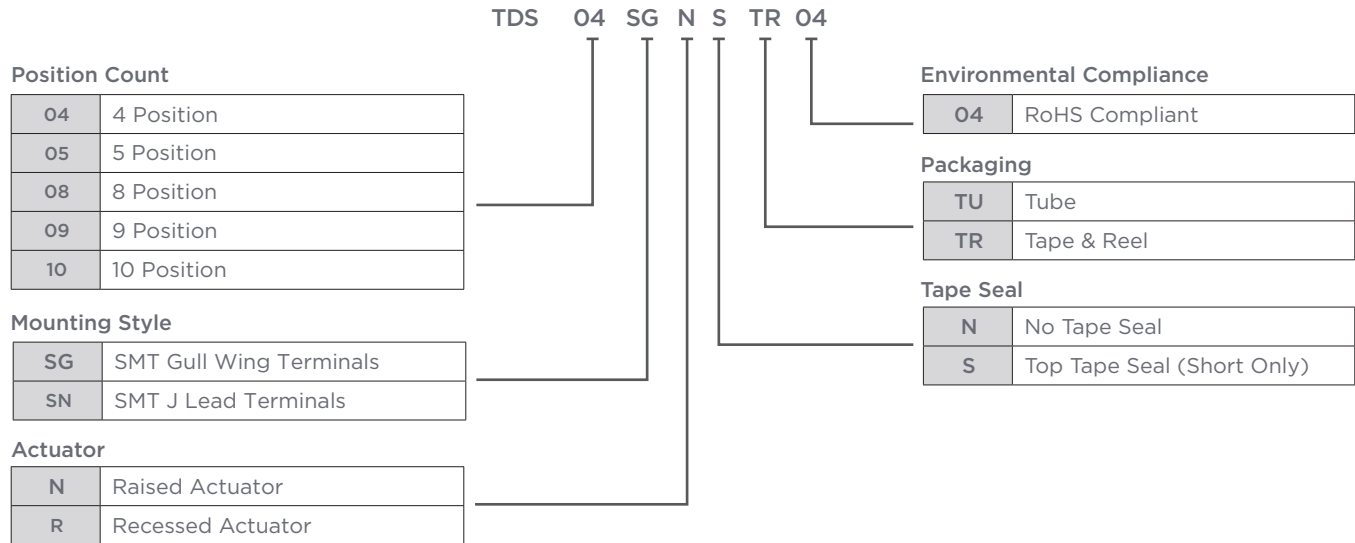 TDS 04 SG N S TR 04
Position Count
04 4 Position
05 5 Position
08 8 Position
09 9 Position
10 10 Position
Mounting Style
SG SMT Gull Wing Terminals
SN SMT J Lead Terminals
Actuator
N Raised Actuator
R Recessed Actuator
Environmental Compliance
04 RoHS Compliant
Packaging
TU Tube
TR Tape & Reel
Tape Seal
N No Tape Seal
S Top Tape Seal (Short Only)